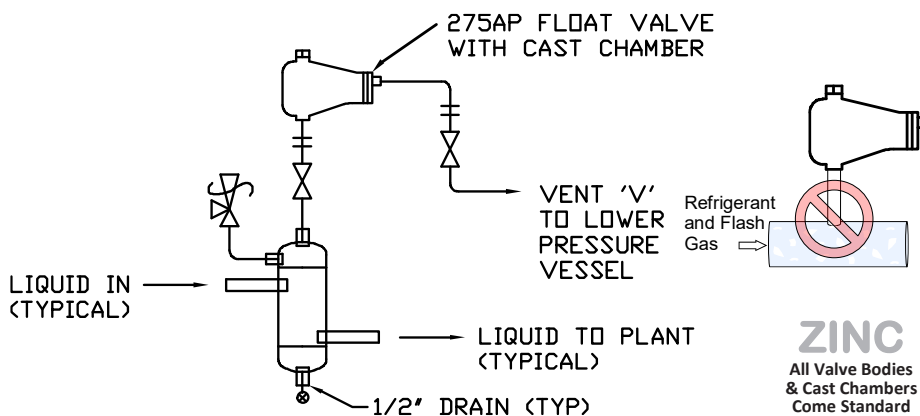 275AP FLOAT VALVE
WITH CAST CHAMBER
VENT 'V'
TO LOWER
PRESSURE
VESSEL
Refrigerant
and Flash
Gas
LIQUID IN
(TYPICAL)
LIQUID TO PLANT
(TYPICAL)
1/2" DRAIN (TYP)
ZINC
All Valve Bodies
& Cast Chambers
Come Standard